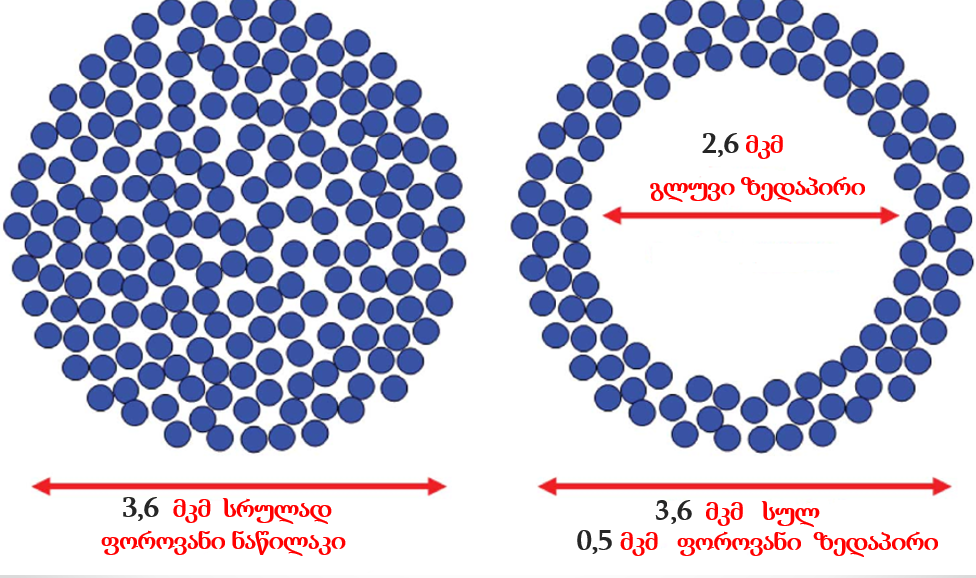 2,6 მკმ
გლუვი ზედაპირი
3,6 მკმ სრულად
ფოროვანი ნაწილაკი
3,6 მკმ სულ
0,5 მკმ ფოროვანი ზედაპირი